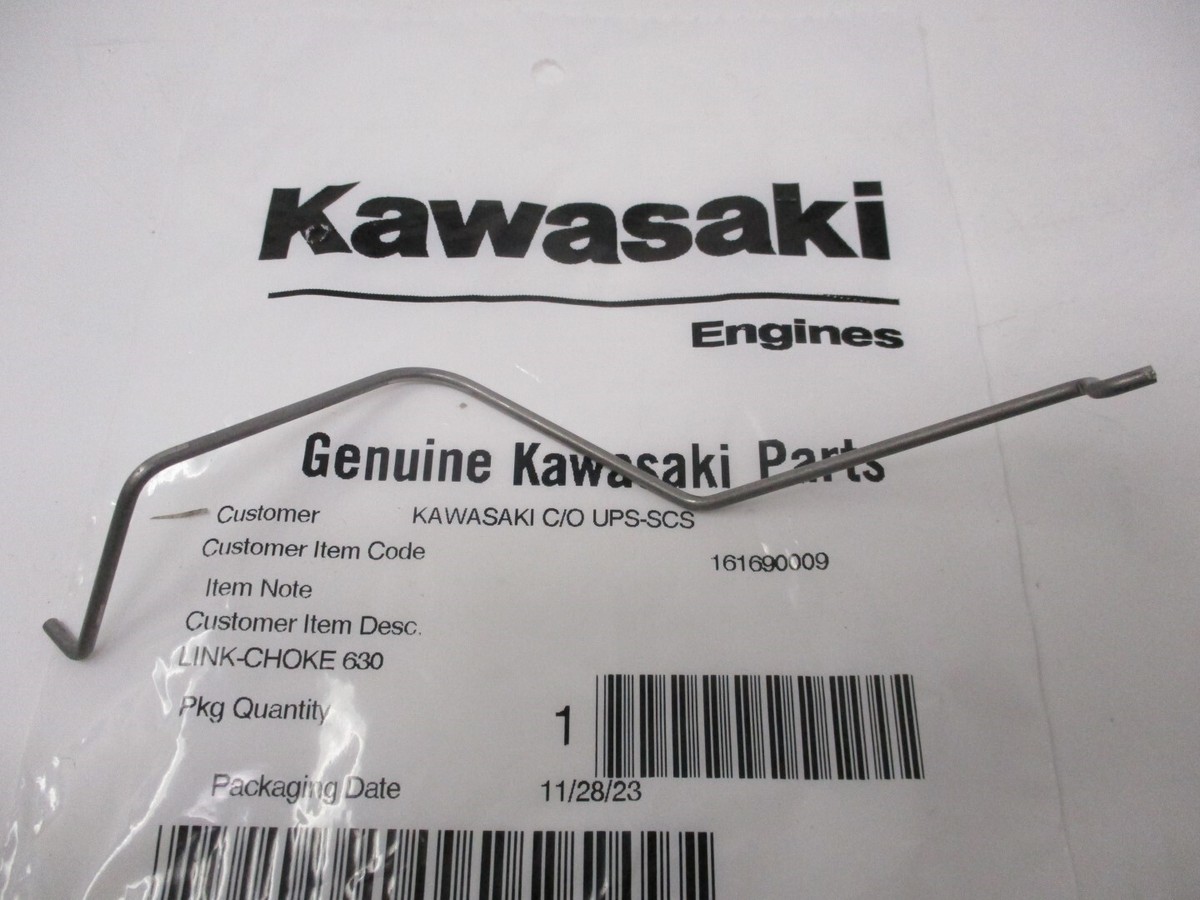 Kawasaki
Engines
Genuine Kawasaki Parts
Customer KAWASAKI C/O UPS-SCS
Customer Item Code 161690009
Item Note
Customer Item Desc.
LINK-CHOKE 630
Pkg Quantity 1
Packaging Date 11/28/23